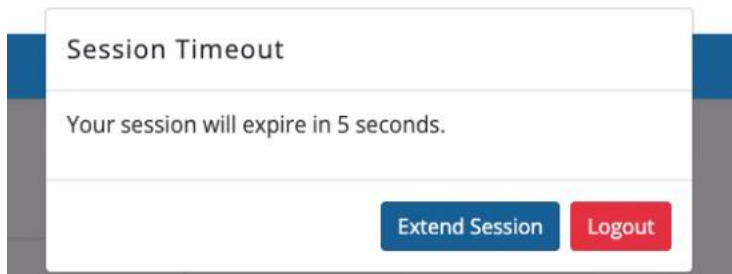 Session Timeout
Your session will expire in 5 seconds.
Extend Session Logout